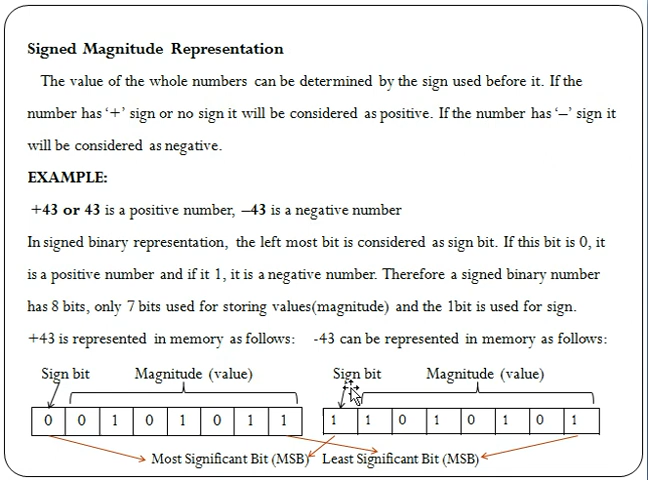 Signed Magnitude Representation
The value of the whole numbers can be determined by the sign used before it. If the
number has ‘+’ sign or no sign it will be considered as positive. If the number has ‘–’ sign it
will be considered as negative.
EXAMPLE:
+43 or 43 is a positive number, –43 is a negative number
In signed binary representation, the left most bit is considered as sign bit. If this bit is 0, it
is a positive number and if it 1, it is a negative number. Therefore a signed binary number
has 8 bits, only 7 bits used for storing values(magnitude) and the 1bit is used for sign.
+43 is represented in memory as follows: -43 can be represented in memory as follows:
Sign bit Magnitude (value) Sign bit Magnitude (value)
0 0 1 0 1 0 1 1 1 1 0 1 0 1 0 1
Most Significant Bit (MSB) Least Significant Bit (MSB)